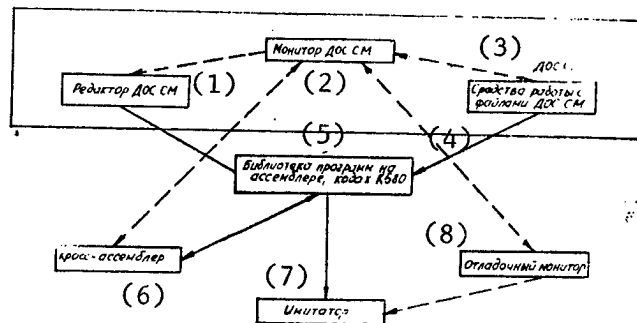 Монитор ДОС СМ
(3)
ДОС С
(1)
(2)
Редактор ДОС СМ
Средства работы с
файлами ДОС СМ
(5)
(4)
Библиотека программ на
ассемблере, кодах К580
(8)
кросс-ассемблер
Отладочный монитор
(6)
(7)
Имитатор